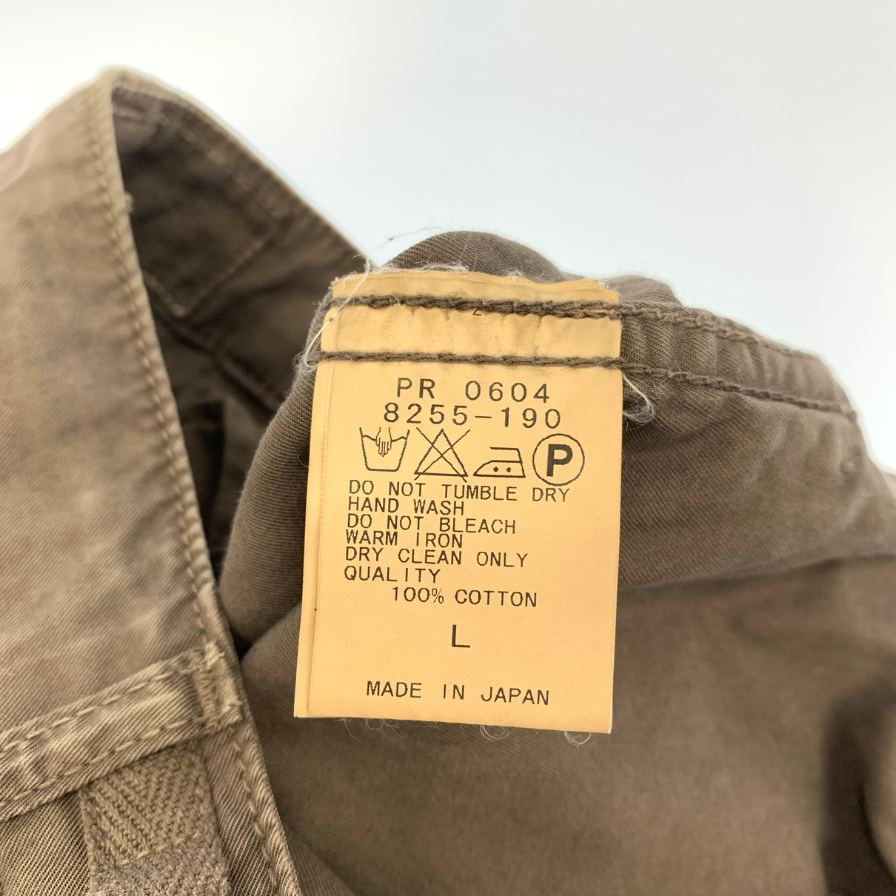 PR 0604
8255-190
P
DO NOT TUMBLE DRY
HAND WASH
DO NOT BLEACH
WARM IRON
DRY CLEAN ONLY
QUALITY
100% COTTON
L
MADE IN JAPAN